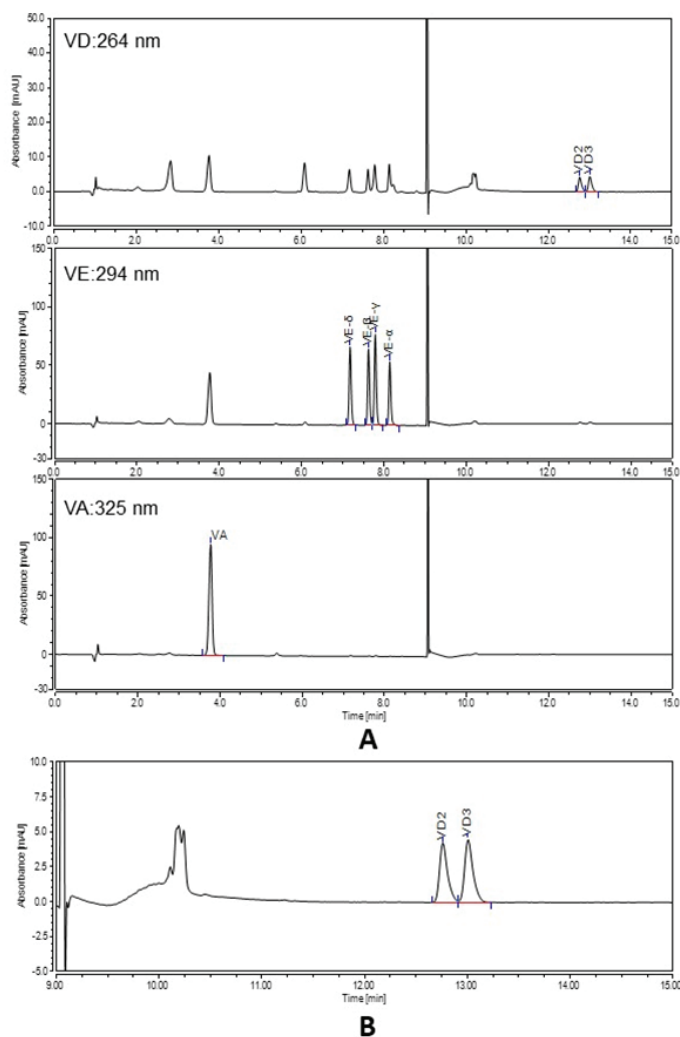 VD:264 nm
Absorbance [mAU]
50.0
40.0
30.0
20.0
10.0
0.0
-10.0
0.0 2.0 4.0 6.0 8.0 10.0 12.0 14.0 15.0
VD2
VD3
VE:294 nm
Absorbance [mAU]
150
100
50
0
-30
0.0 2.0 4.0 6.0 8.0 10.0 12.0 14.0 15.0
VE-δ
VE-β
VE-γ
VE-α
VA:325 nm
Absorbance [mAU]
150
100
50
0
-30
VA
0.0 2.0 4.0 6.0 8.0 10.0 12.0 14.0 15.0
Time [min]
A
Absorbance [mAU]
10.0
7.5
5.0
2.5
0.0
-2.5
-5.0
VD2
VD3
9.00 10.00 11.00 12.00 13.00 14.00 15.00
Time [min]
B